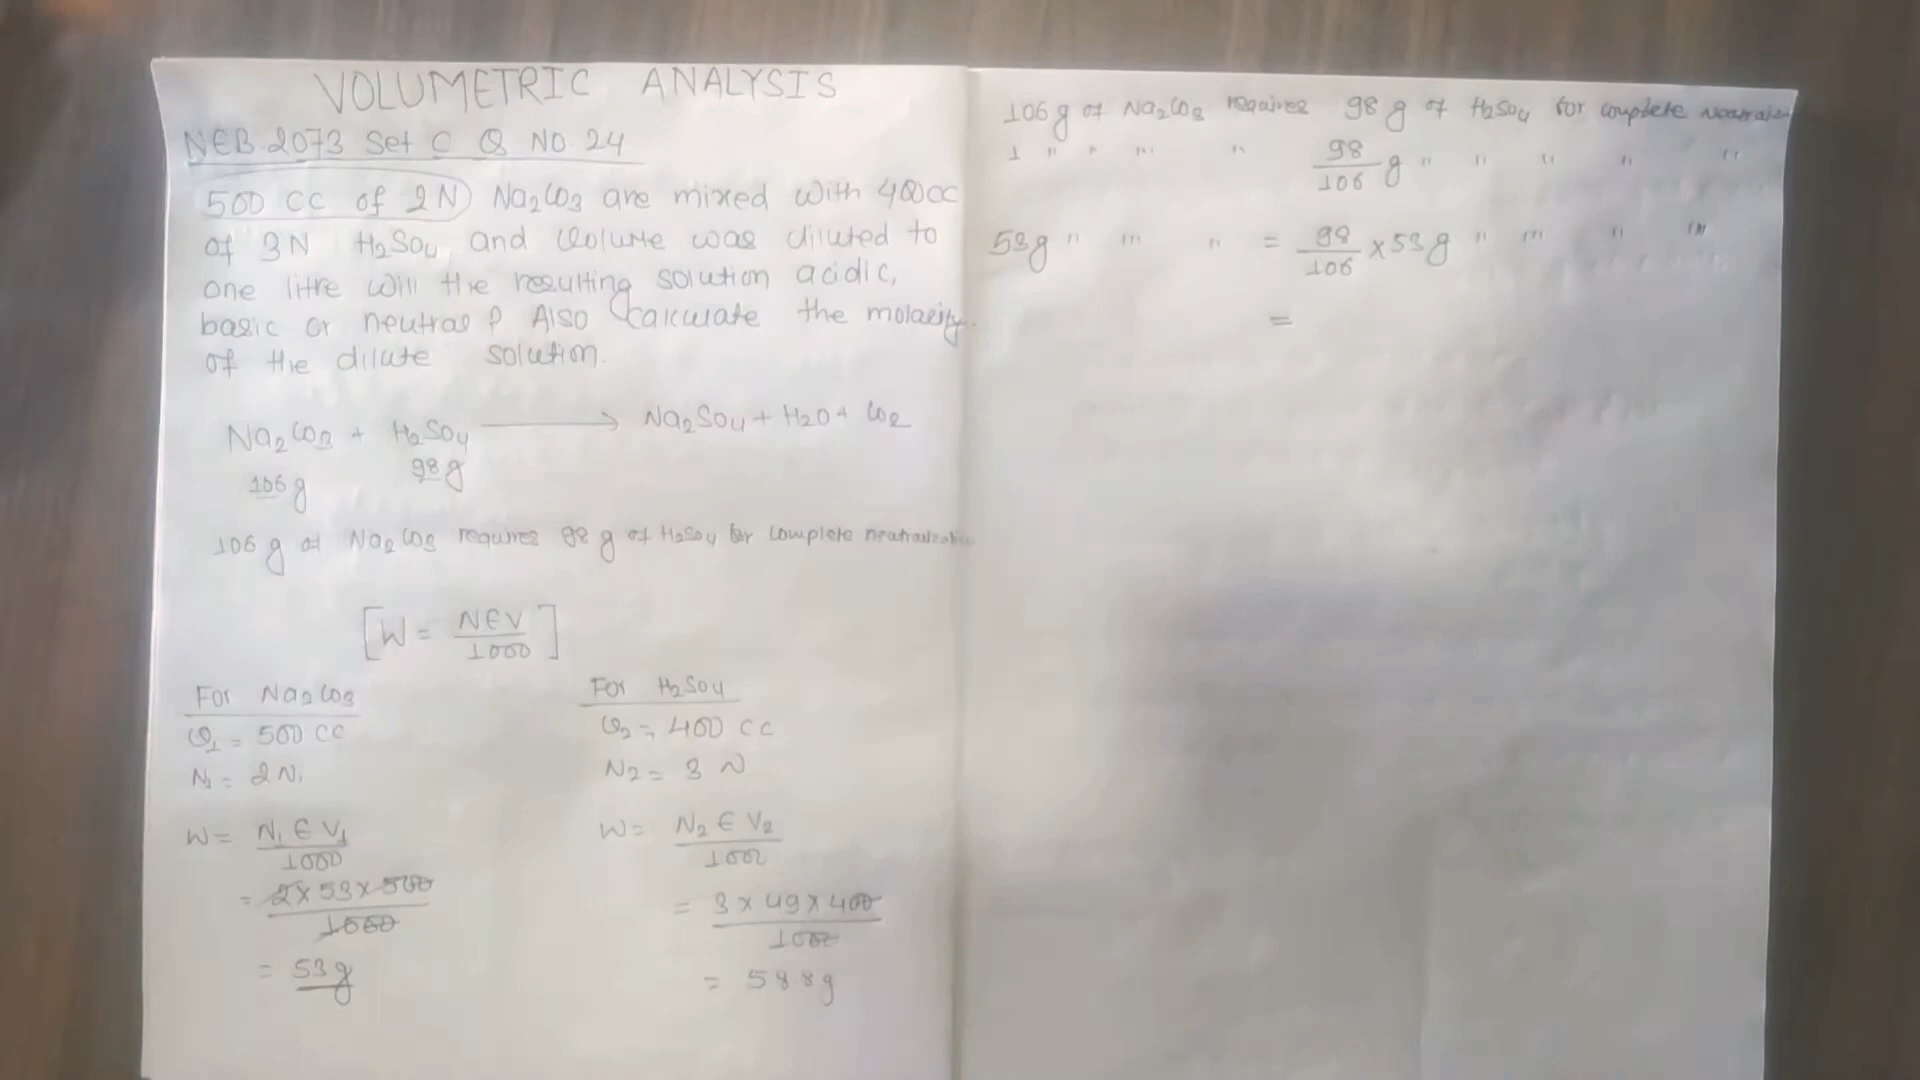 VOLUMETRIC ANALYSIS
NEB 2073 Set C Q NO. 24
500 cc of 2N Na2CO3 are mixed with 400cc
of 3N H2SO4 and volume was diluted to
one litre will the resulting solution acidic,
basic or neutral? Also calculate the molarity
of the dilute solution.
Na2CO3 + H2SO4 → Na2SO4 + H2O + CO2
106 g 98 g
106 g of Na2CO3 requires 98 g of H2SO4 for complete neutralization
[W = NEV/1000]
For Na2CO3
V1 = 500 cc
N1 = 2N.
W = N1 E V1/1000
= 2 x 53 x 500/1000
= 53g
For H2SO4
V2 = 400 cc
N2 = 3 N
W = N2 E V2/1000
= 3 x 49 x 400/1000
= 588g
106 g of Na2CO3 requires 98 g of H2SO4 for complete
1 " " " " 98/106 g " " " " "
53g " " " = 98/106 x 53 g " " " "
=